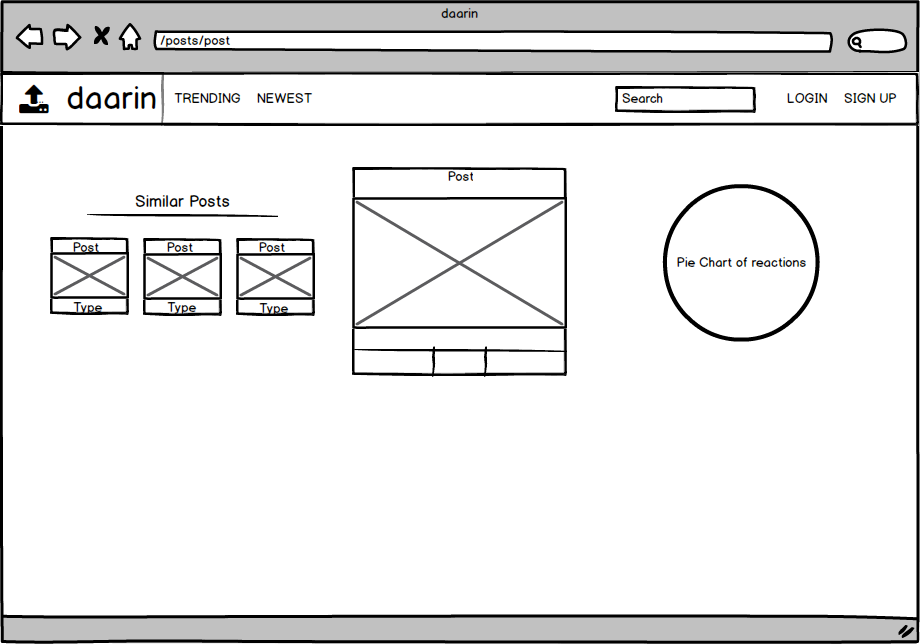 daarin
/posts/post
daarin
TRENDING
NEWEST
Search
LOGIN
SIGN UP
Similar Posts
Post
Post
Post
Type
Type
Type
Post
Pie Chart of reactions